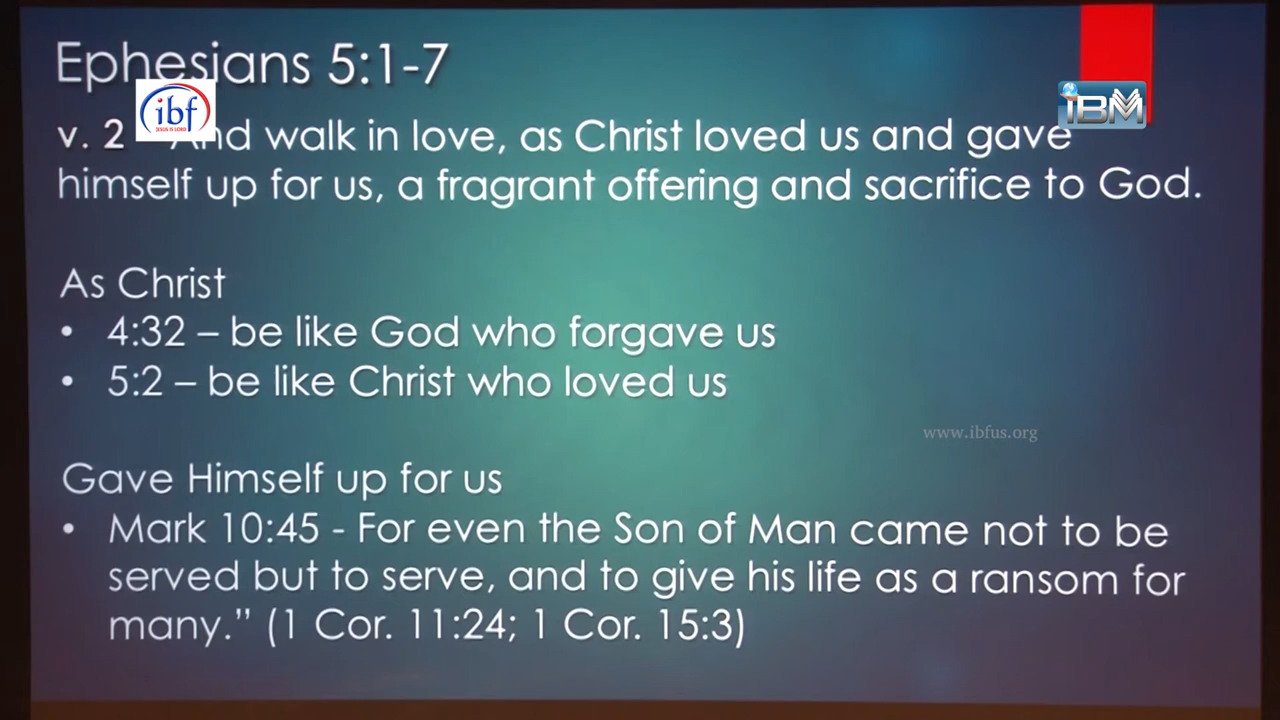 Ephesians 5:1-7
ibf
JESUS IS LORD
IBM
v. 2 And walk in love, as Christ loved us and gave
himself up for us, a fragrant offering and sacrifice to God.
As Christ
• 4:32 – be like God who forgave us
• 5:2 – be like Christ who loved us
www.ibfus.org
Gave Himself up for us
• Mark 10:45 - For even the Son of Man came not to be
served but to serve, and to give his life as a ransom for
many.” (1 Cor. 11:24; 1 Cor. 15:3)